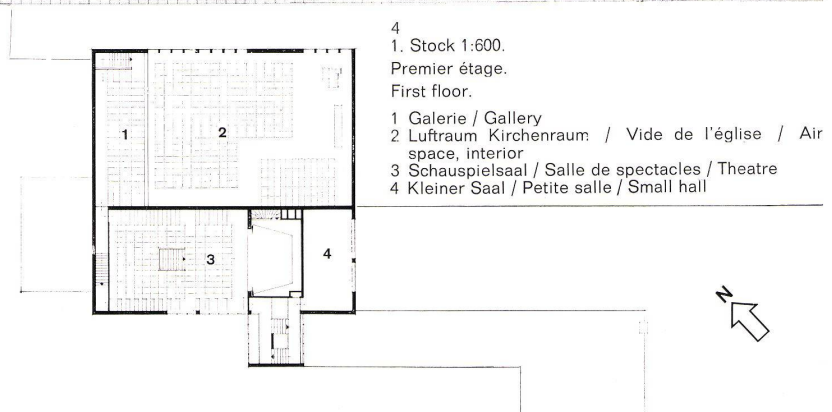 4
1. Stock 1:600.
Premier étage.
First floor.
1 Galerie / Gallery
2 Luftraum Kirchenraum / Vide de l'église / Air
space, interior
3 Schauspielsaal / Salle de spectacles / Theatre
4 Kleiner Saal / Petite salle / Small hall
1
2
3
4
N